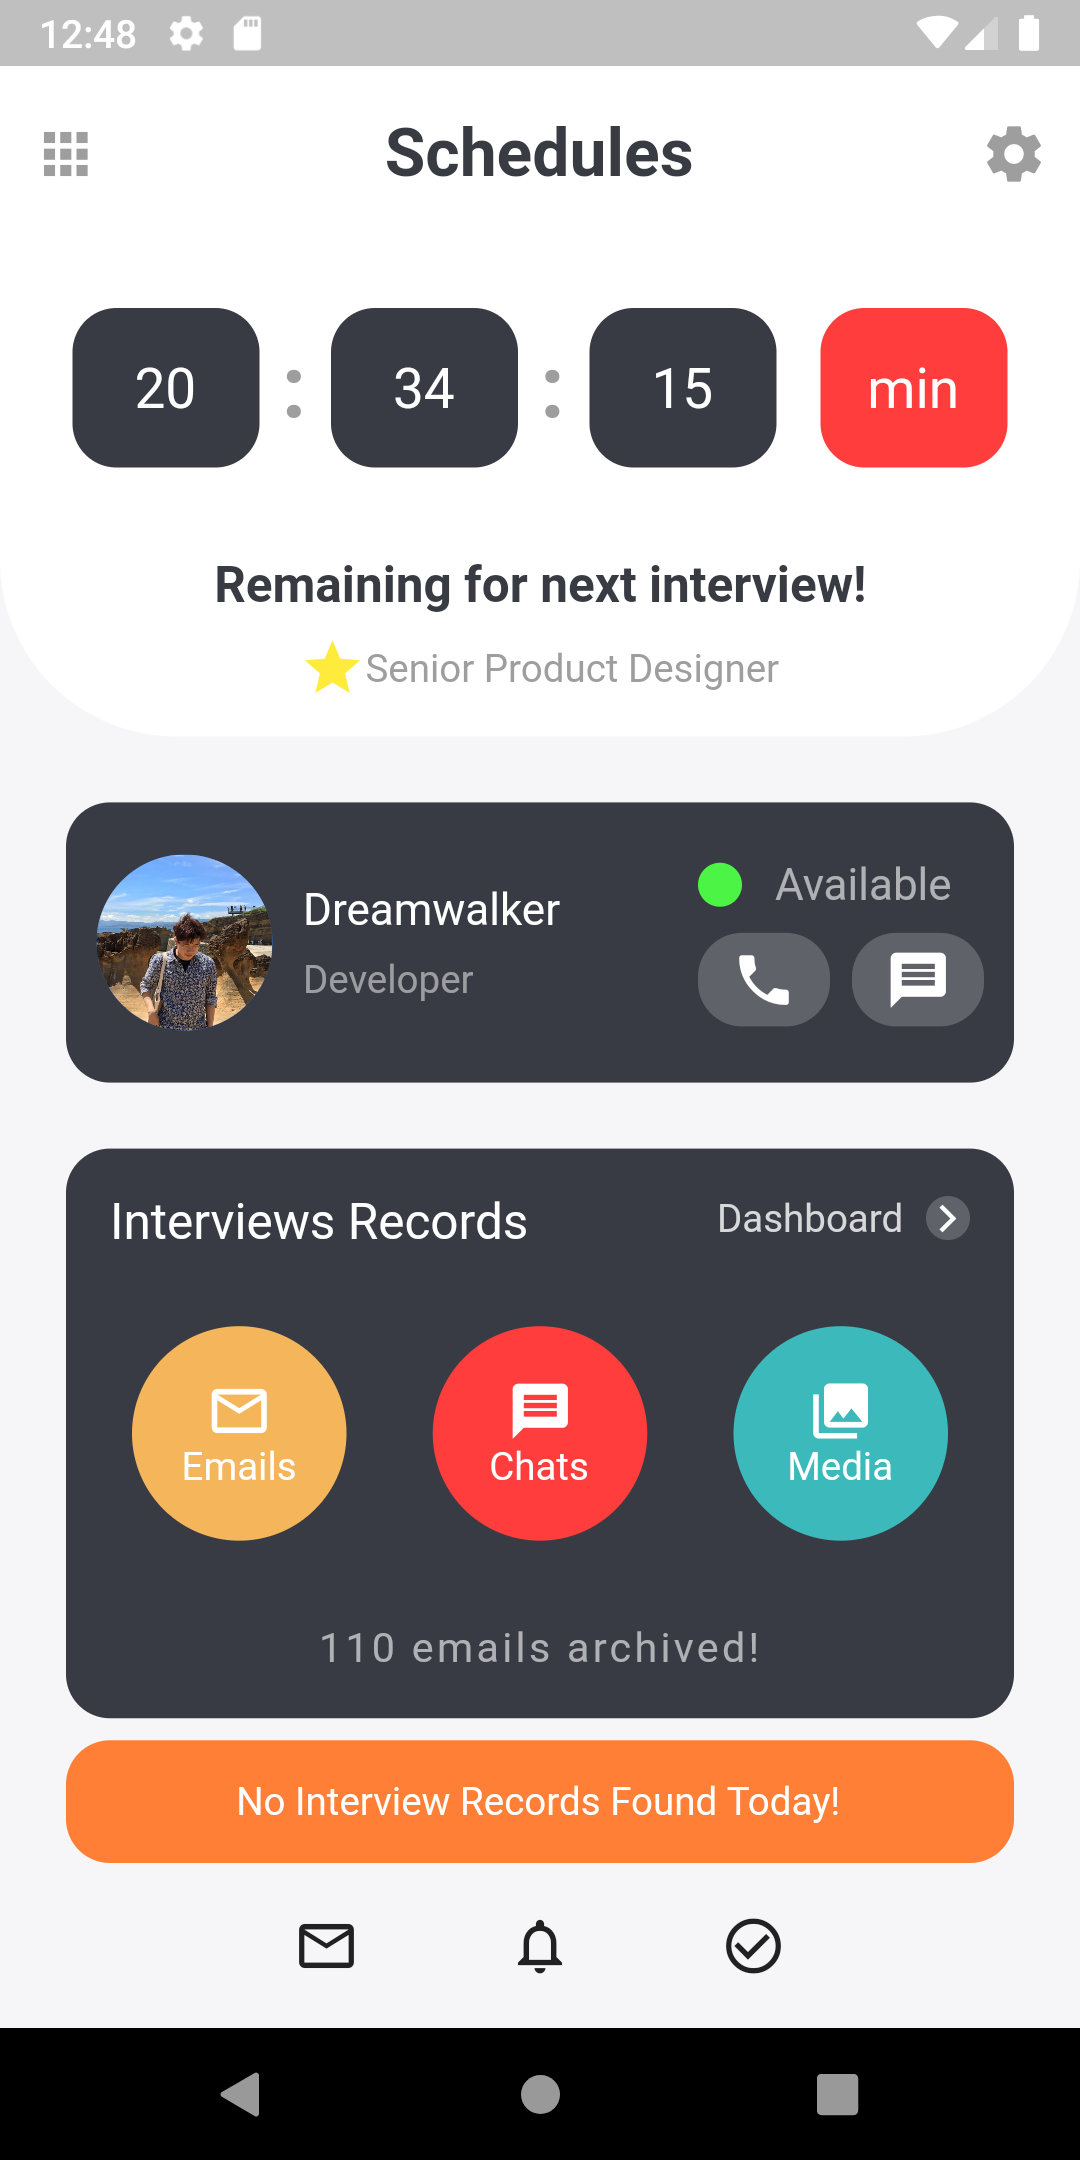 12:48
Schedules
20 : 34 : 15 min
Remaining for next interview!
Senior Product Designer
Dreamwalker
Developer
Available
Interviews Records
Dashboard
Emails
Chats
Media
110 emails archived!
No Interview Records Found Today!